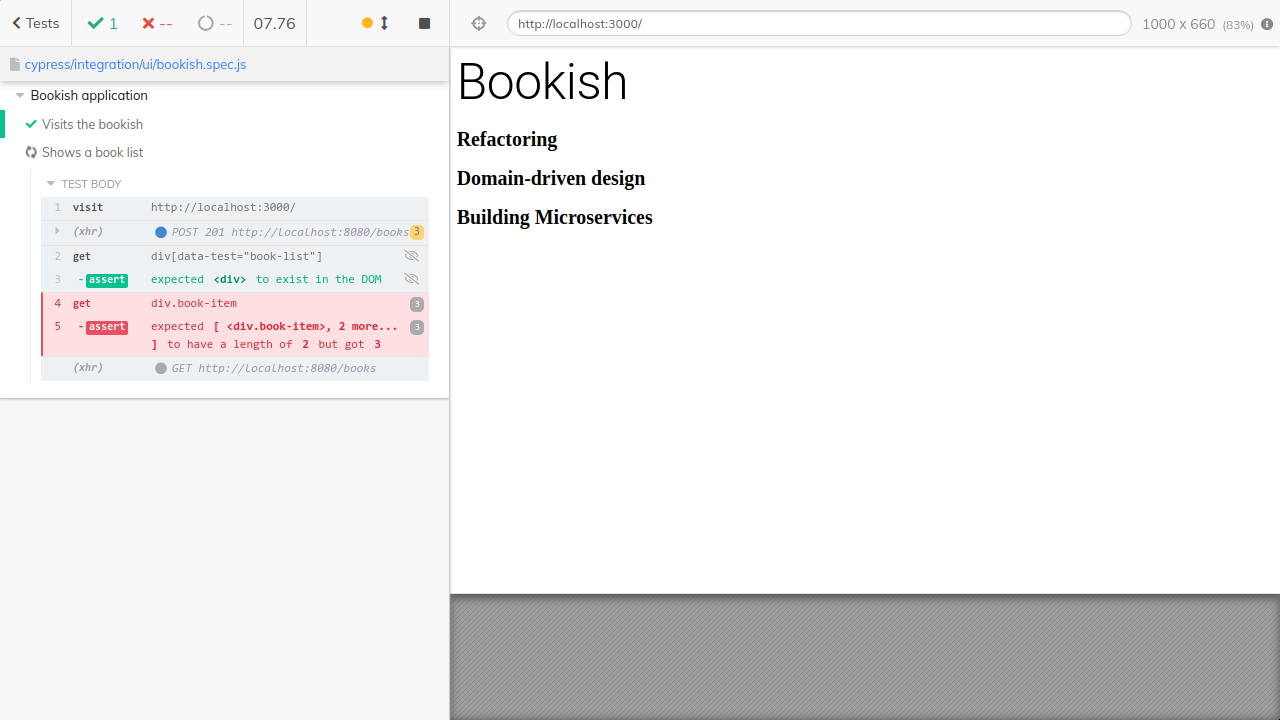 Tests 1 -- -- 07.76
http://localhost:3000/ 1000 x 660 (83%)
cypress/integration/ui/bookish.spec.js
Bookish application
Visits the bookish
Shows a book list
TEST BODY
1 visit http://localhost:3000/
(xhr) POST 201 http://localhost:8080/books 3
2 get div[data-test="book-list"]
3 -assert expected <div> to exist in the DOM
4 get div.book-item 3
5 -assert expected [ <div.book-item>, 2 more... 3
] to have a length of 2 but got 3
(xhr) GET http://localhost:8080/books
Bookish
Refactoring
Domain-driven design
Building Microservices